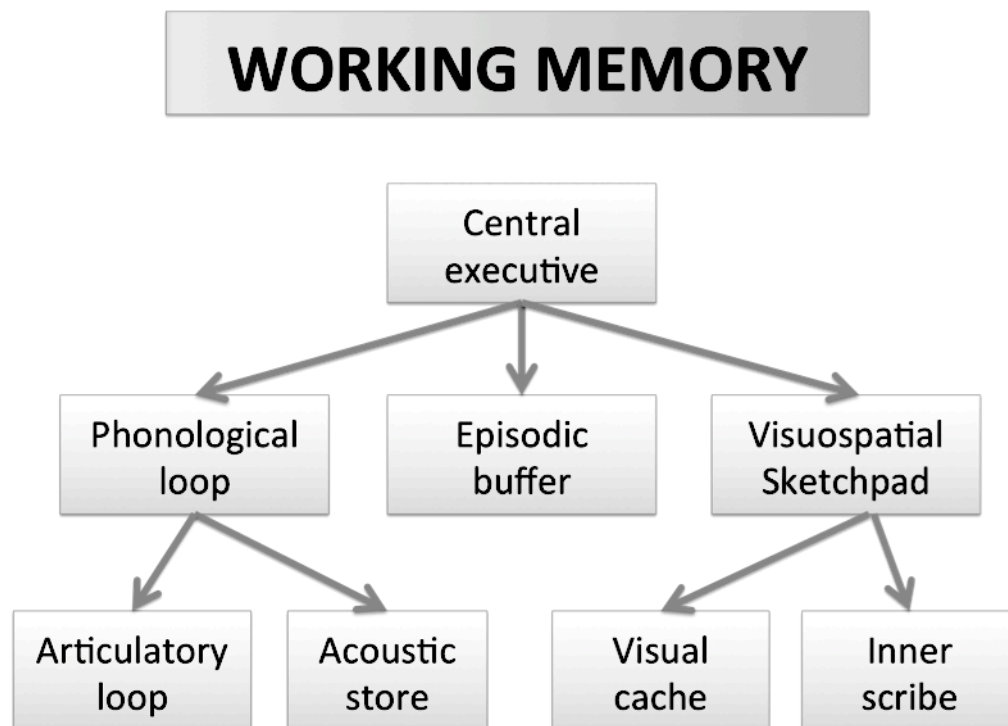 WORKING MEMORY
Central
executive
Phonological
loop
Episodic
buffer
Visuospatial
Sketchpad
Articulatory
loop
Acoustic
store
Visual
cache
Inner
scribe